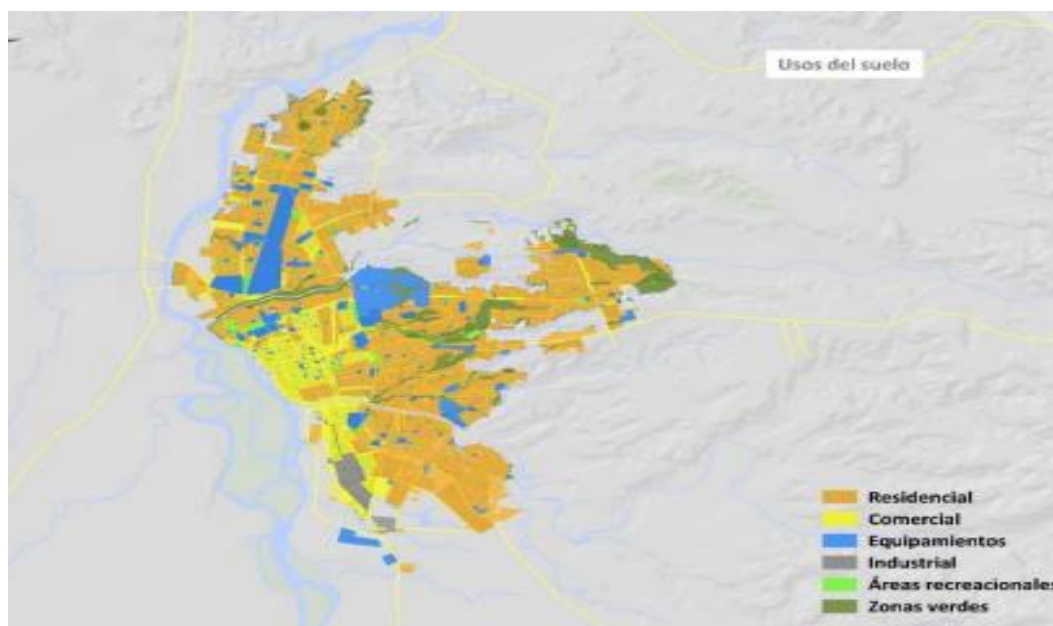 Usos del suelo
Residencial
Comercial
Equipamientos
Industrial
Áreas recreacionales
Zonas verdes